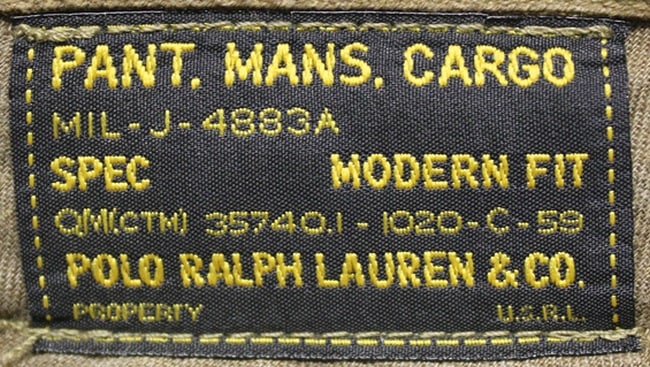 PANT, MANS, CARGO
MIL-J-4883A
SPEC MODERN FIT
QM(CTM) 35740.1-1020-C-59
POLO RALPH LAUREN & CO.
PROPERTY U.S.R.L.